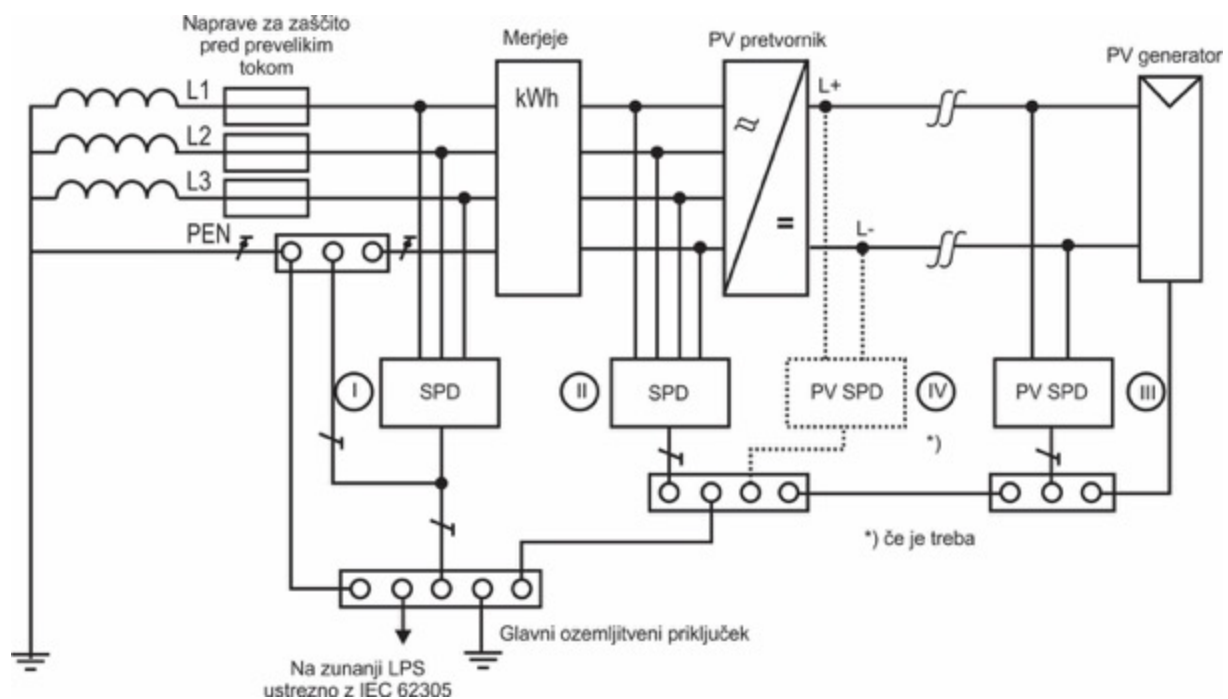 Naprave za zaščito
pred prevelikim
tokom
Merjeje
PV pretvornik
PV generator
L1
L2
L3
PEN
kWh
L+
L-
I
SPD
II
SPD
PV SPD
IV
PV SPD
III
*)
*) če je treba
Glavni ozemljitveni priključek
Na zunanji LPS
ustrezno z IEC 62305